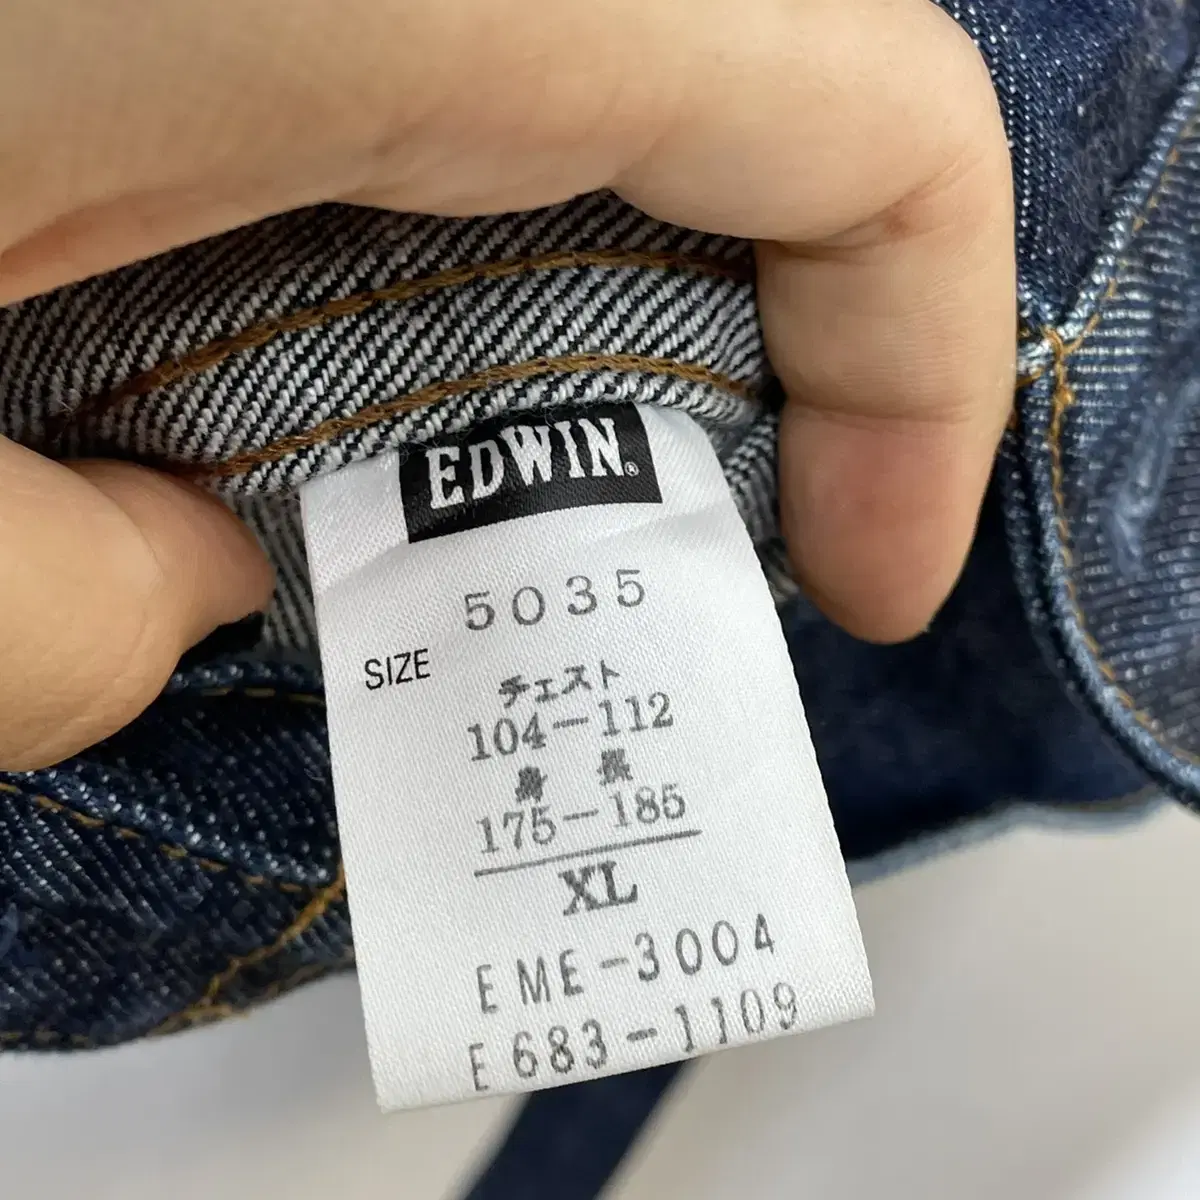 EDWIN®
5035
SIZE
チェスト
104-112
身 長
175-185
XL
EME-3004
E683-1109